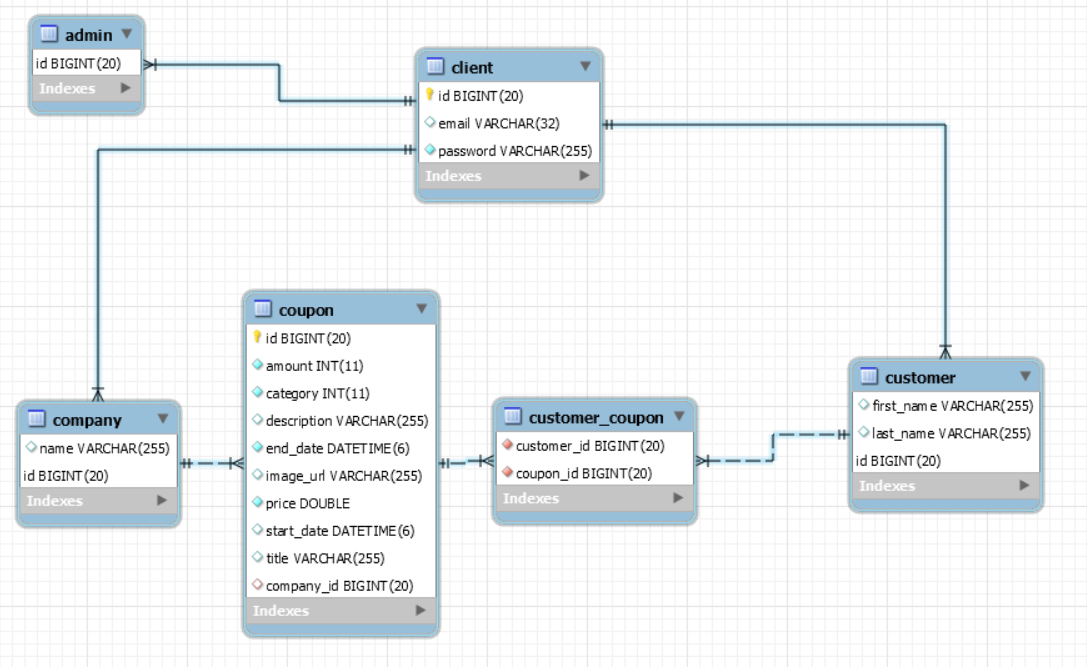 admin
id BIGINT(20)
Indexes
client
id BIGINT(20)
email VARCHAR(32)
password VARCHAR(255)
Indexes
coupon
id BIGINT(20)
amount INT(11)
category INT(11)
description VARCHAR(255)
end_date DATETIME(6)
image_url VARCHAR(255)
price DOUBLE
start_date DATETIME(6)
title VARCHAR(255)
company_id BIGINT(20)
Indexes
company
name VARCHAR(255)
id BIGINT(20)
Indexes
customer_coupon
customer_id BIGINT(20)
coupon_id BIGINT(20)
Indexes
customer
first_name VARCHAR(255)
last_name VARCHAR(255)
id BIGINT(20)
Indexes